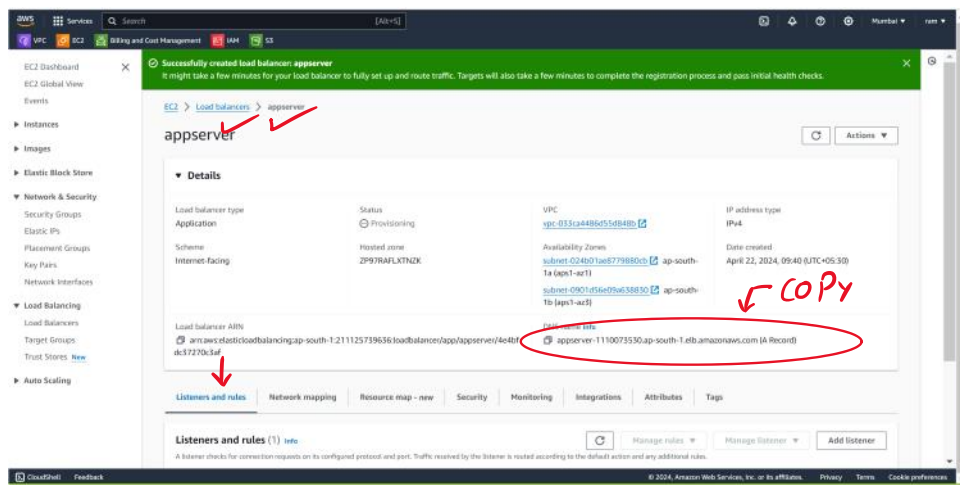 aws Services Search [Alt+S] Mumbai ▼ ram ▼
VPC EC2 Billing and Cost Management IAM S3
EC2 Dashboard
EC2 Global View
Events
Instances
Images
Elastic Block Store
Network & Security
Security Groups
Elastic IPs
Placement Groups
Key Pairs
Network Interfaces
Load Balancing
Load Balancers
Target Groups
Trust Stores New
Auto Scaling
Successfully created load balancer: appserver
It might take a few minutes for your load balancer to fully set up and route traffic. Targets will also take a few minutes to complete the registration process and pass initial health checks.
EC2 > Load balancers > appserver
appserver
Actions ▼
▼ Details
Load balancer type
Application
Status
Provisioning
VPC
vpc-033ca4486d55d848b
IP address type
IPv4
Scheme
Internet-facing
Hosted zone
ZP97RAFLXTNZK
Availability Zones
subnet-024b01ae8779880cb ap-south-
1a (aps1-az1)
subnet-0901d56e09a638830 ap-south-
1b (aps1-az3)
Date created
April 22, 2024, 09:40 (UTC+05:30)
COPY
Load balancer ARN
arn:aws:elasticloadbalancing:ap-south-1:211125739636:loadbalancer/app/appserver/4e4bf
dc37270c3af
DNS name Info
appserver-1110073530.ap-south-1.elb.amazonaws.com (A Record)
Listeners and rules Network mapping Resource map - new Security Monitoring Integrations Attributes Tags
Listeners and rules (1) Info
Manage rules ▼ Manage listener ▼ Add listener
A listener checks for connection requests on its configured protocol and port. Traffic received by the listener is routed according to the default action and any additional rules.
CloudShell Feedback © 2024, Amazon Web Services, Inc. or its affiliates. Privacy Terms Cookie preferences